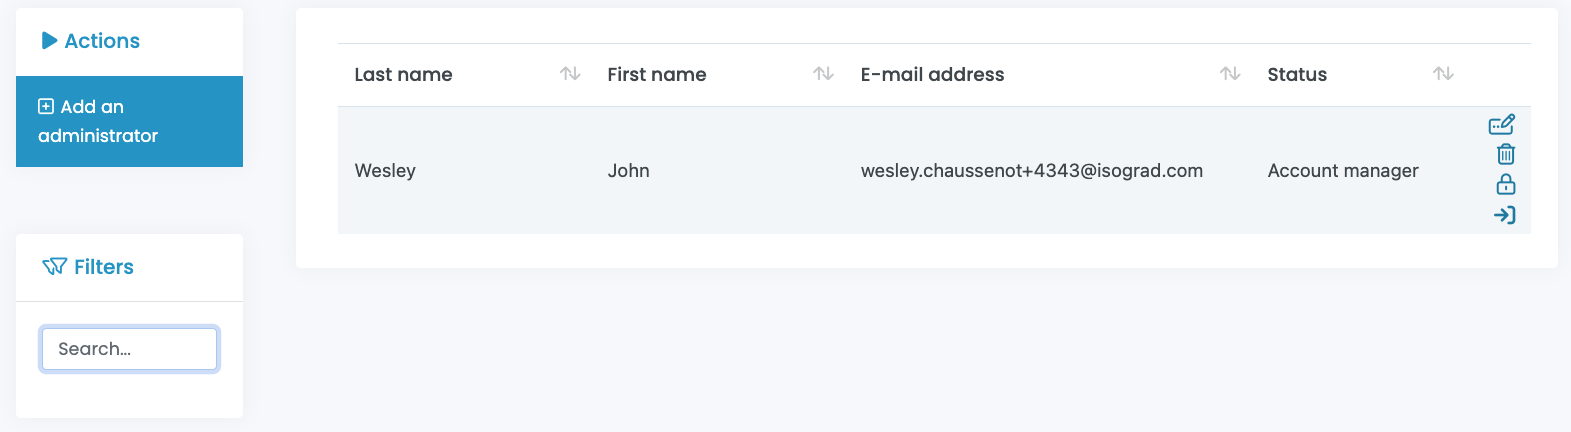 Actions
Add an
administrator
Filters
Search...
Last name First name E-mail address Status
Wesley John wesley.chaussenot+4343@isograd.com Account manager